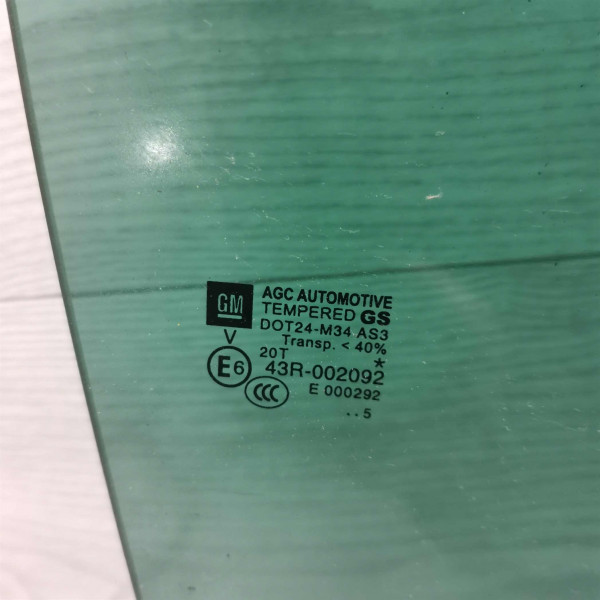 GM
AGC AUTOMOTIVE
TEMPERED GS
DOT24-M34 AS3
V
Transp. < 40%
20T *
E6
43R-002092
CCC
E 000292
..5